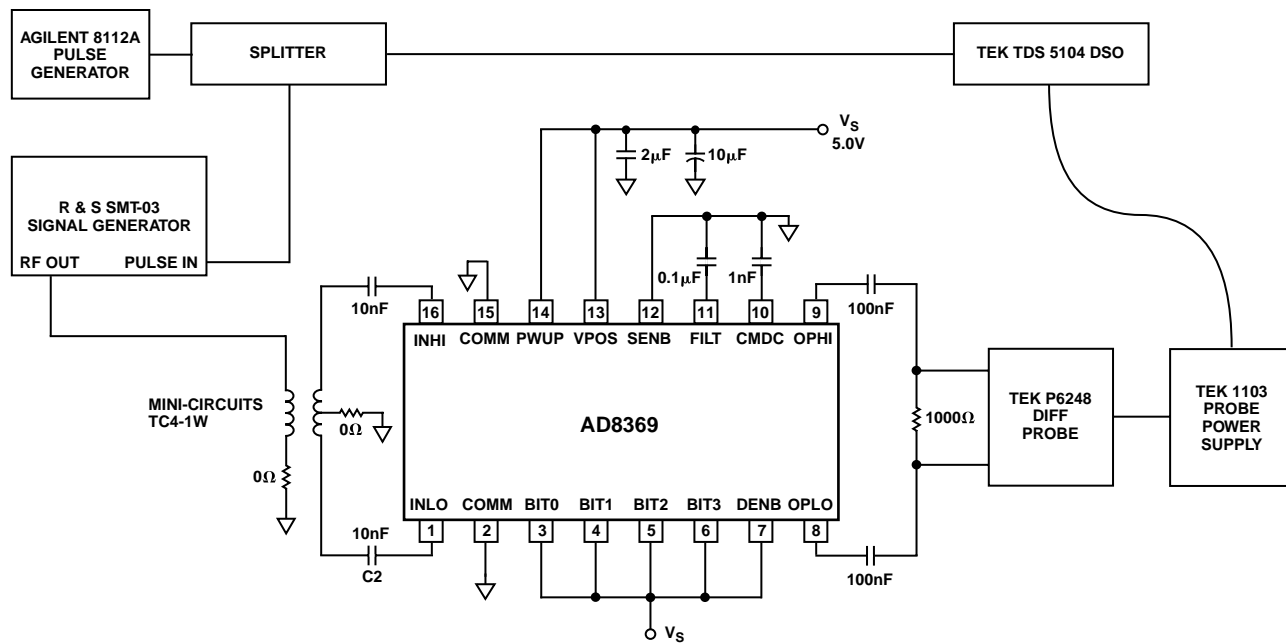 AGILENT 8112A
PULSE
GENERATOR
SPLITTER
TEK TDS 5104 DSO
R & S SMT-03
SIGNAL GENERATOR
RF OUT
PULSE IN
VS
5.0V
2μF
10μF
0.1μF
1nF
10nF
100nF
16
15
14
13
12
11
10
9
INHI
COMM
PWUP
VPOS
SENB
FILT
CMDC
OPHI
MINI-CIRCUITS
TC4-1W
0Ω
0Ω
AD8369
1000Ω
TEK P6248
DIFF
PROBE
TEK 1103
PROBE
POWER
SUPPLY
INLO
COMM
BIT0
BIT1
BIT2
BIT3
DENB
OPLO
1
2
3
4
5
6
7
8
10nF
C2
100nF
VS